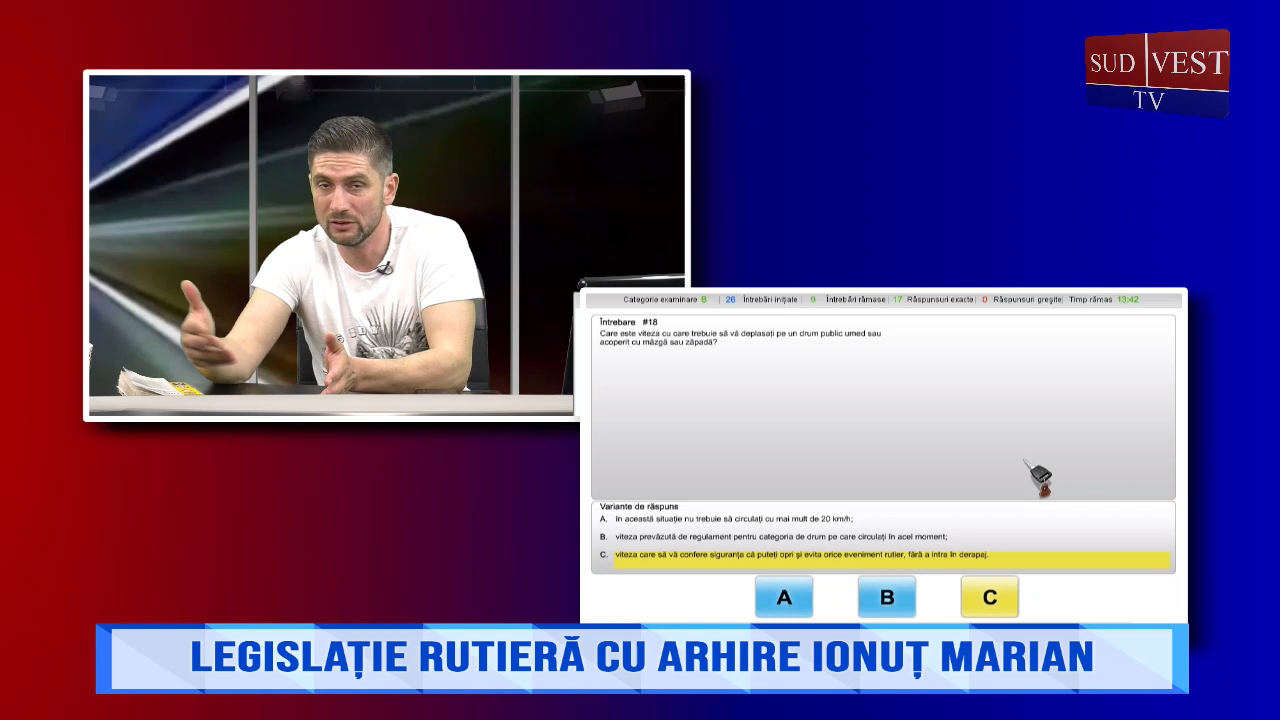 SUD VEST
TV
Categorie examinare B | 26 Întrebări inițiale | 9 Întrebări rămase | 17 Răspunsuri exacte | 0 Răspunsuri greșite | Timp rămas 13:42
Întrebare #18
Care este viteza cu care trebuie să vă deplasați pe un drum public umed sau
acoperit cu mâzgă sau zăpadă?
Variante de răspuns
A. în această situație nu trebuie să circulați cu mai mult de 20 km/h;
B. viteza prevăzută de regulament pentru categoria de drum pe care circulați în acel moment;
C. viteza care să vă confere siguranța că puteți opri și evita orice eveniment rutier, fără a intra în derapaj.
A B C
LEGISLAȚIE RUTIERĂ CU ARHIRE IONUȚ MARIAN